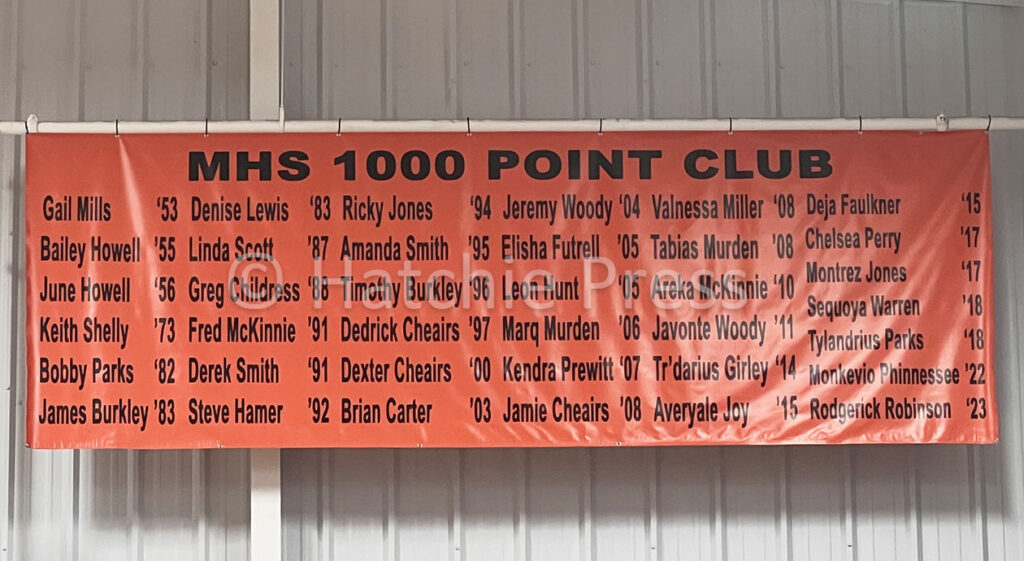 MHS 1000 POINT CLUB
Gail Mills '53
Bailey Howell '55
June Howell '56
Keith Shelly '73
Bobby Parks '82
James Burkley '83
Denise Lewis '83
Linda Scott '87
Greg Childress '88
Fred McKinnie '91
Derek Smith '91
Steve Hamer '92
Ricky Jones '94
Amanda Smith '95
Timothy Burkley '96
Dedrick Cheairs '97
Dexter Cheairs '00
Brian Carter '03
Jeremy Woody '04
Elisha Futrell '05
Leon Hunt '05
Marq Murden '06
Kendra Prewitt '07
Jamie Cheairs '08
Valnessa Miller '08
Tabias Murden '08
Areka McKinnie '10
Javonte Woody '11
Tr'darius Girley '14
Averyale Joy '15
Deja Faulkner '15
Chelsea Perry '17
Montrez Jones '17
Sequoya Warren '18
Tylandrius Parks '18
Monkevio Phinnessee '22
Rodgerick Robinson '23
© Hatchie Press